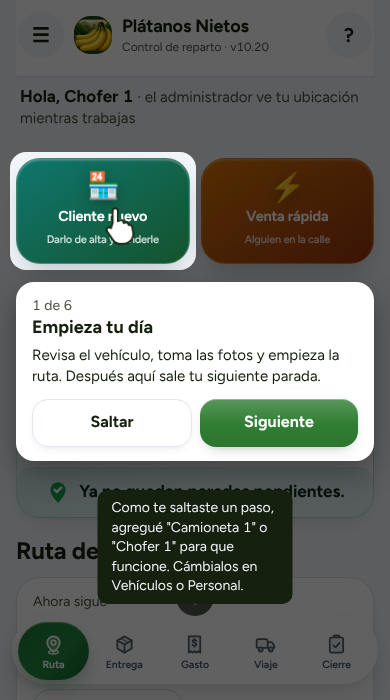 Plátanos Nietos
Control de reparto · v10.20
?
Hola, Chofer 1 · el administrador ve tu ubicación
mientras trabajas
24
Cliente nuevo
Darlo de alta y
Venta rápida
Alguien en la calle
1 de 6
Empieza tu día
Revisa el vehículo, toma las fotos y empieza la
ruta. Después aquí sale tu siguiente parada.
Saltar
Siguiente
Ya no quedan paradas pendientes.
Como te saltaste un paso,
agregué "Camioneta 1" o
"Chofer 1" para que
funcione. Cámbialos en
Vehículos o Personal.
Ruta de
Ahora sigue
Ruta
Entrega
Gasto
Viaje
Cierre